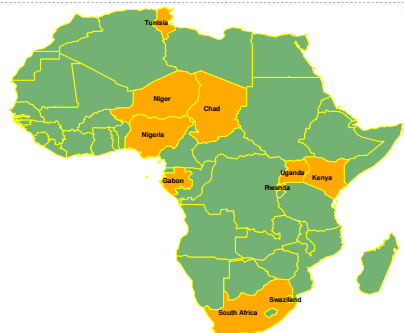 Tunisia
Niger
Chad
Nigeria
Gabon
Uganda
Kenya
Rwanda
Swaziland
South Africa